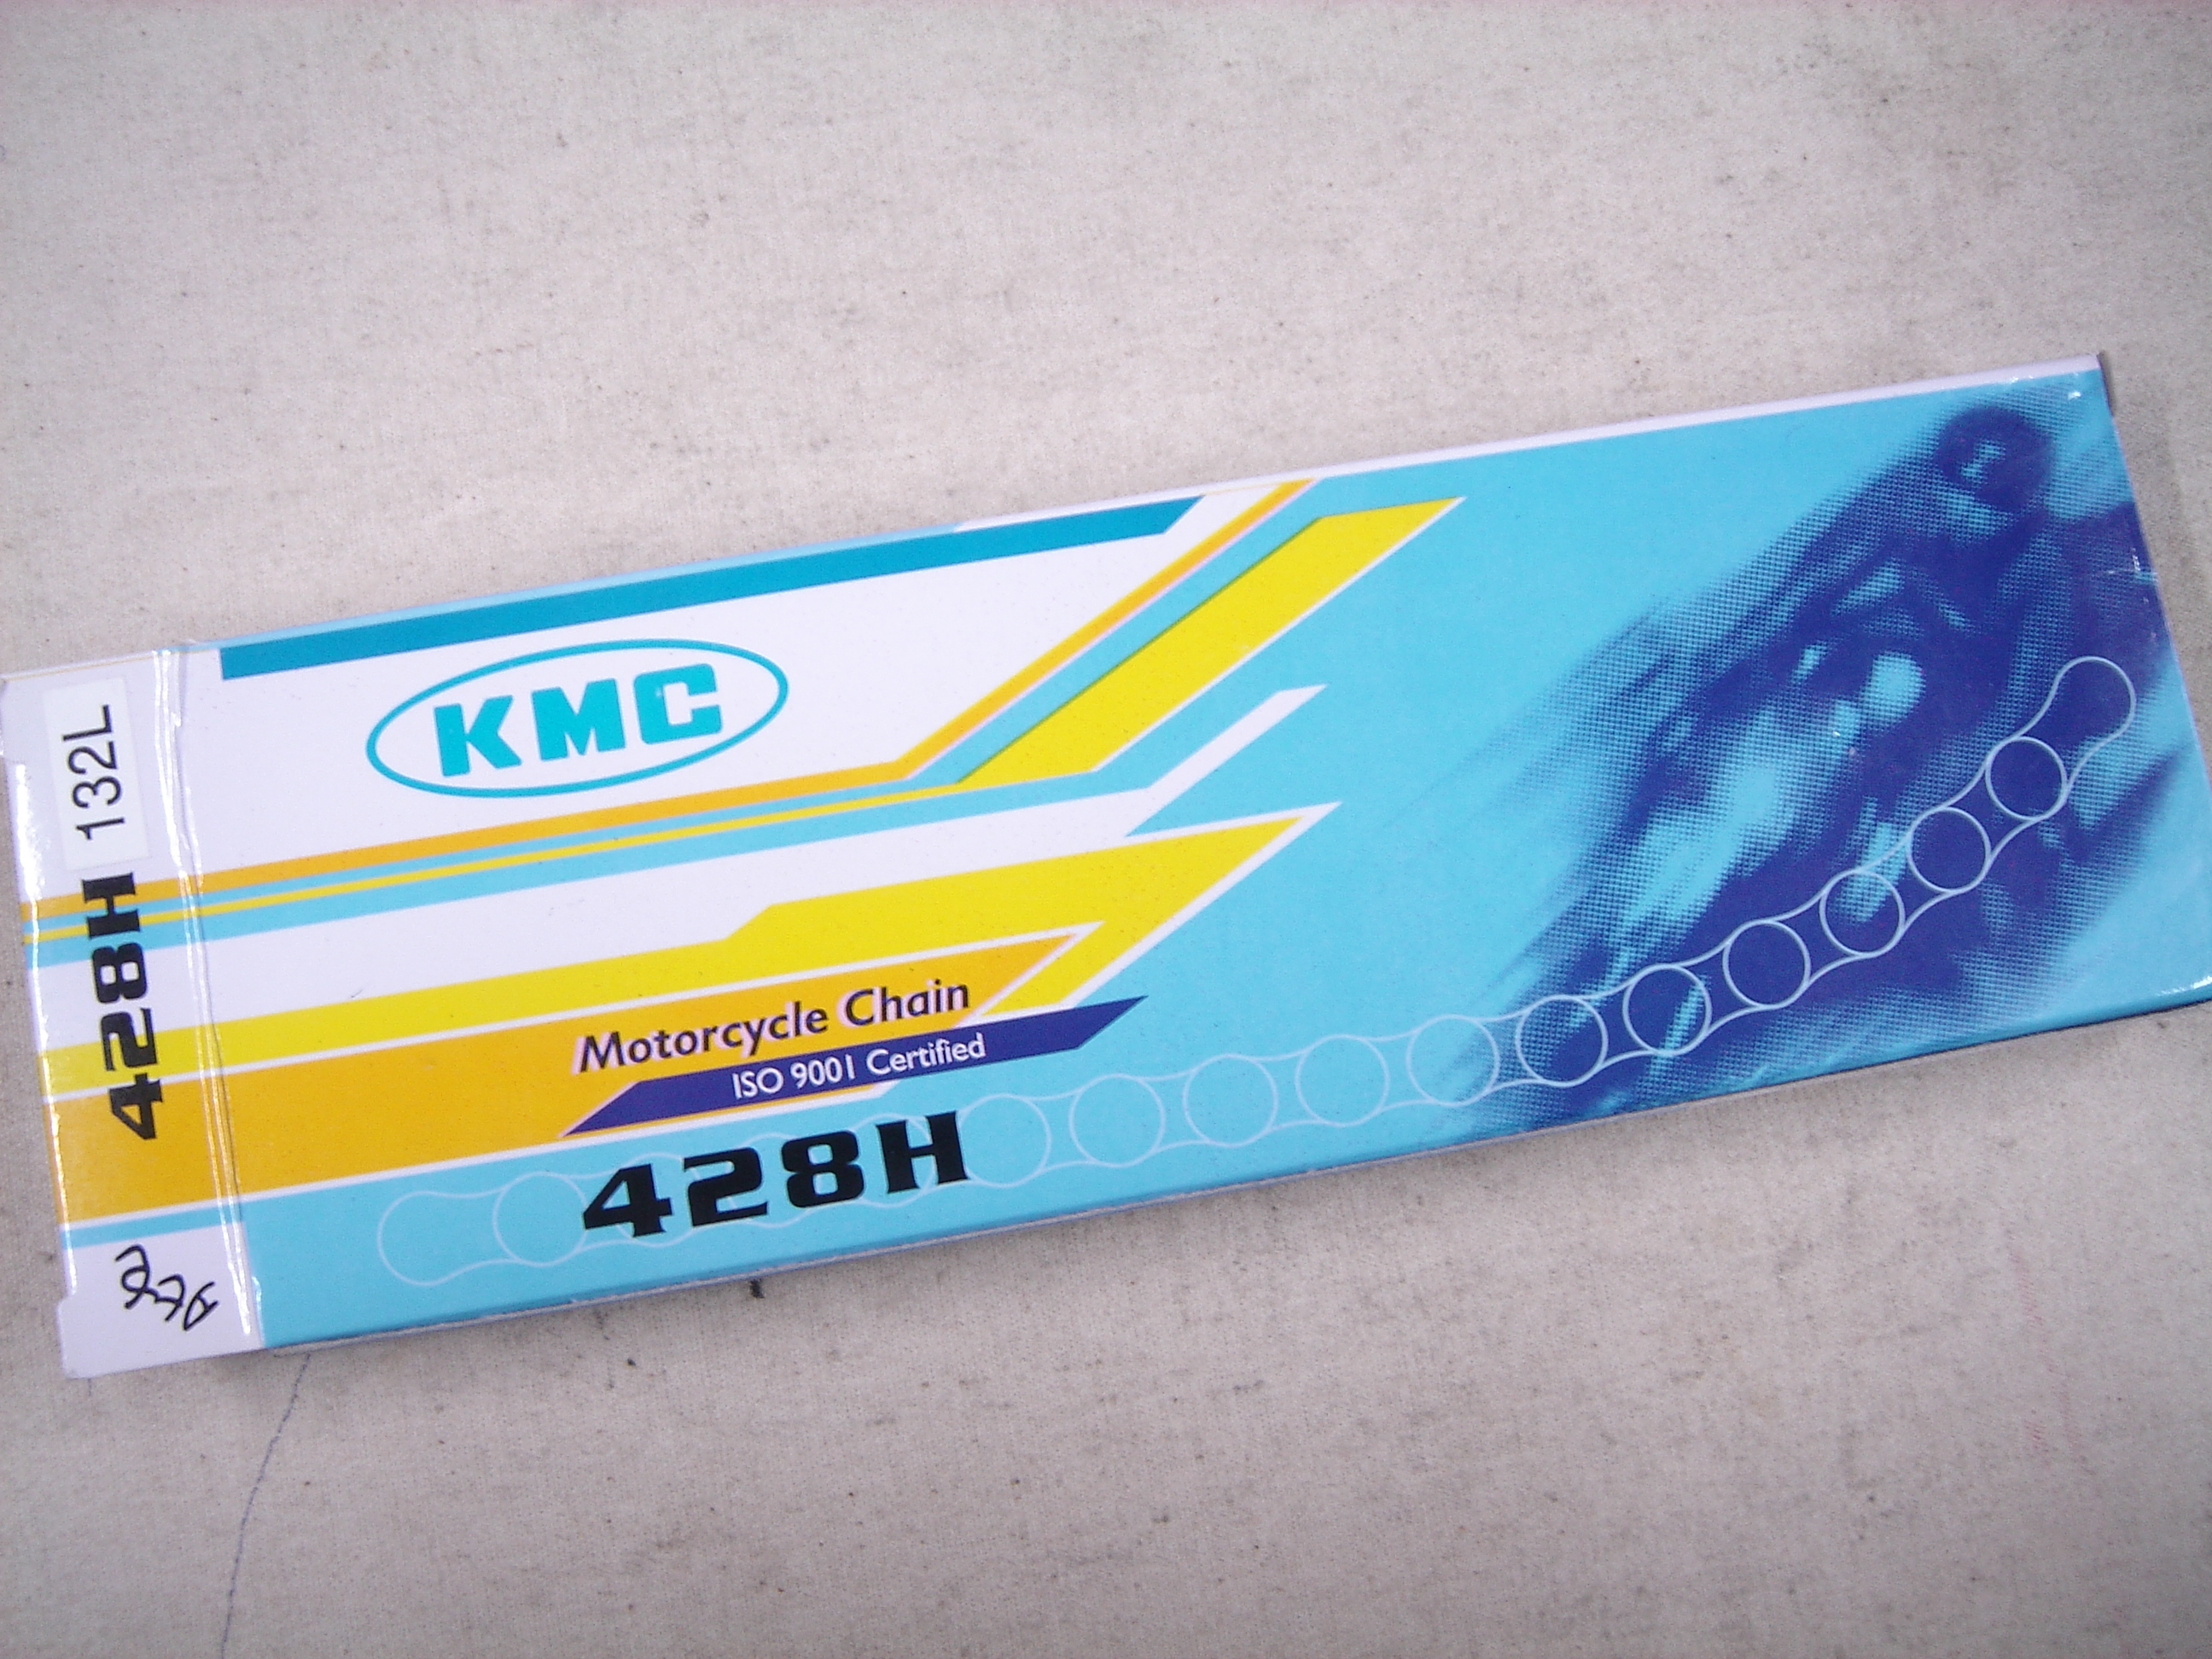 KMC
Motorcycle Chain
ISO 9001 Certified
428H
428H 132L